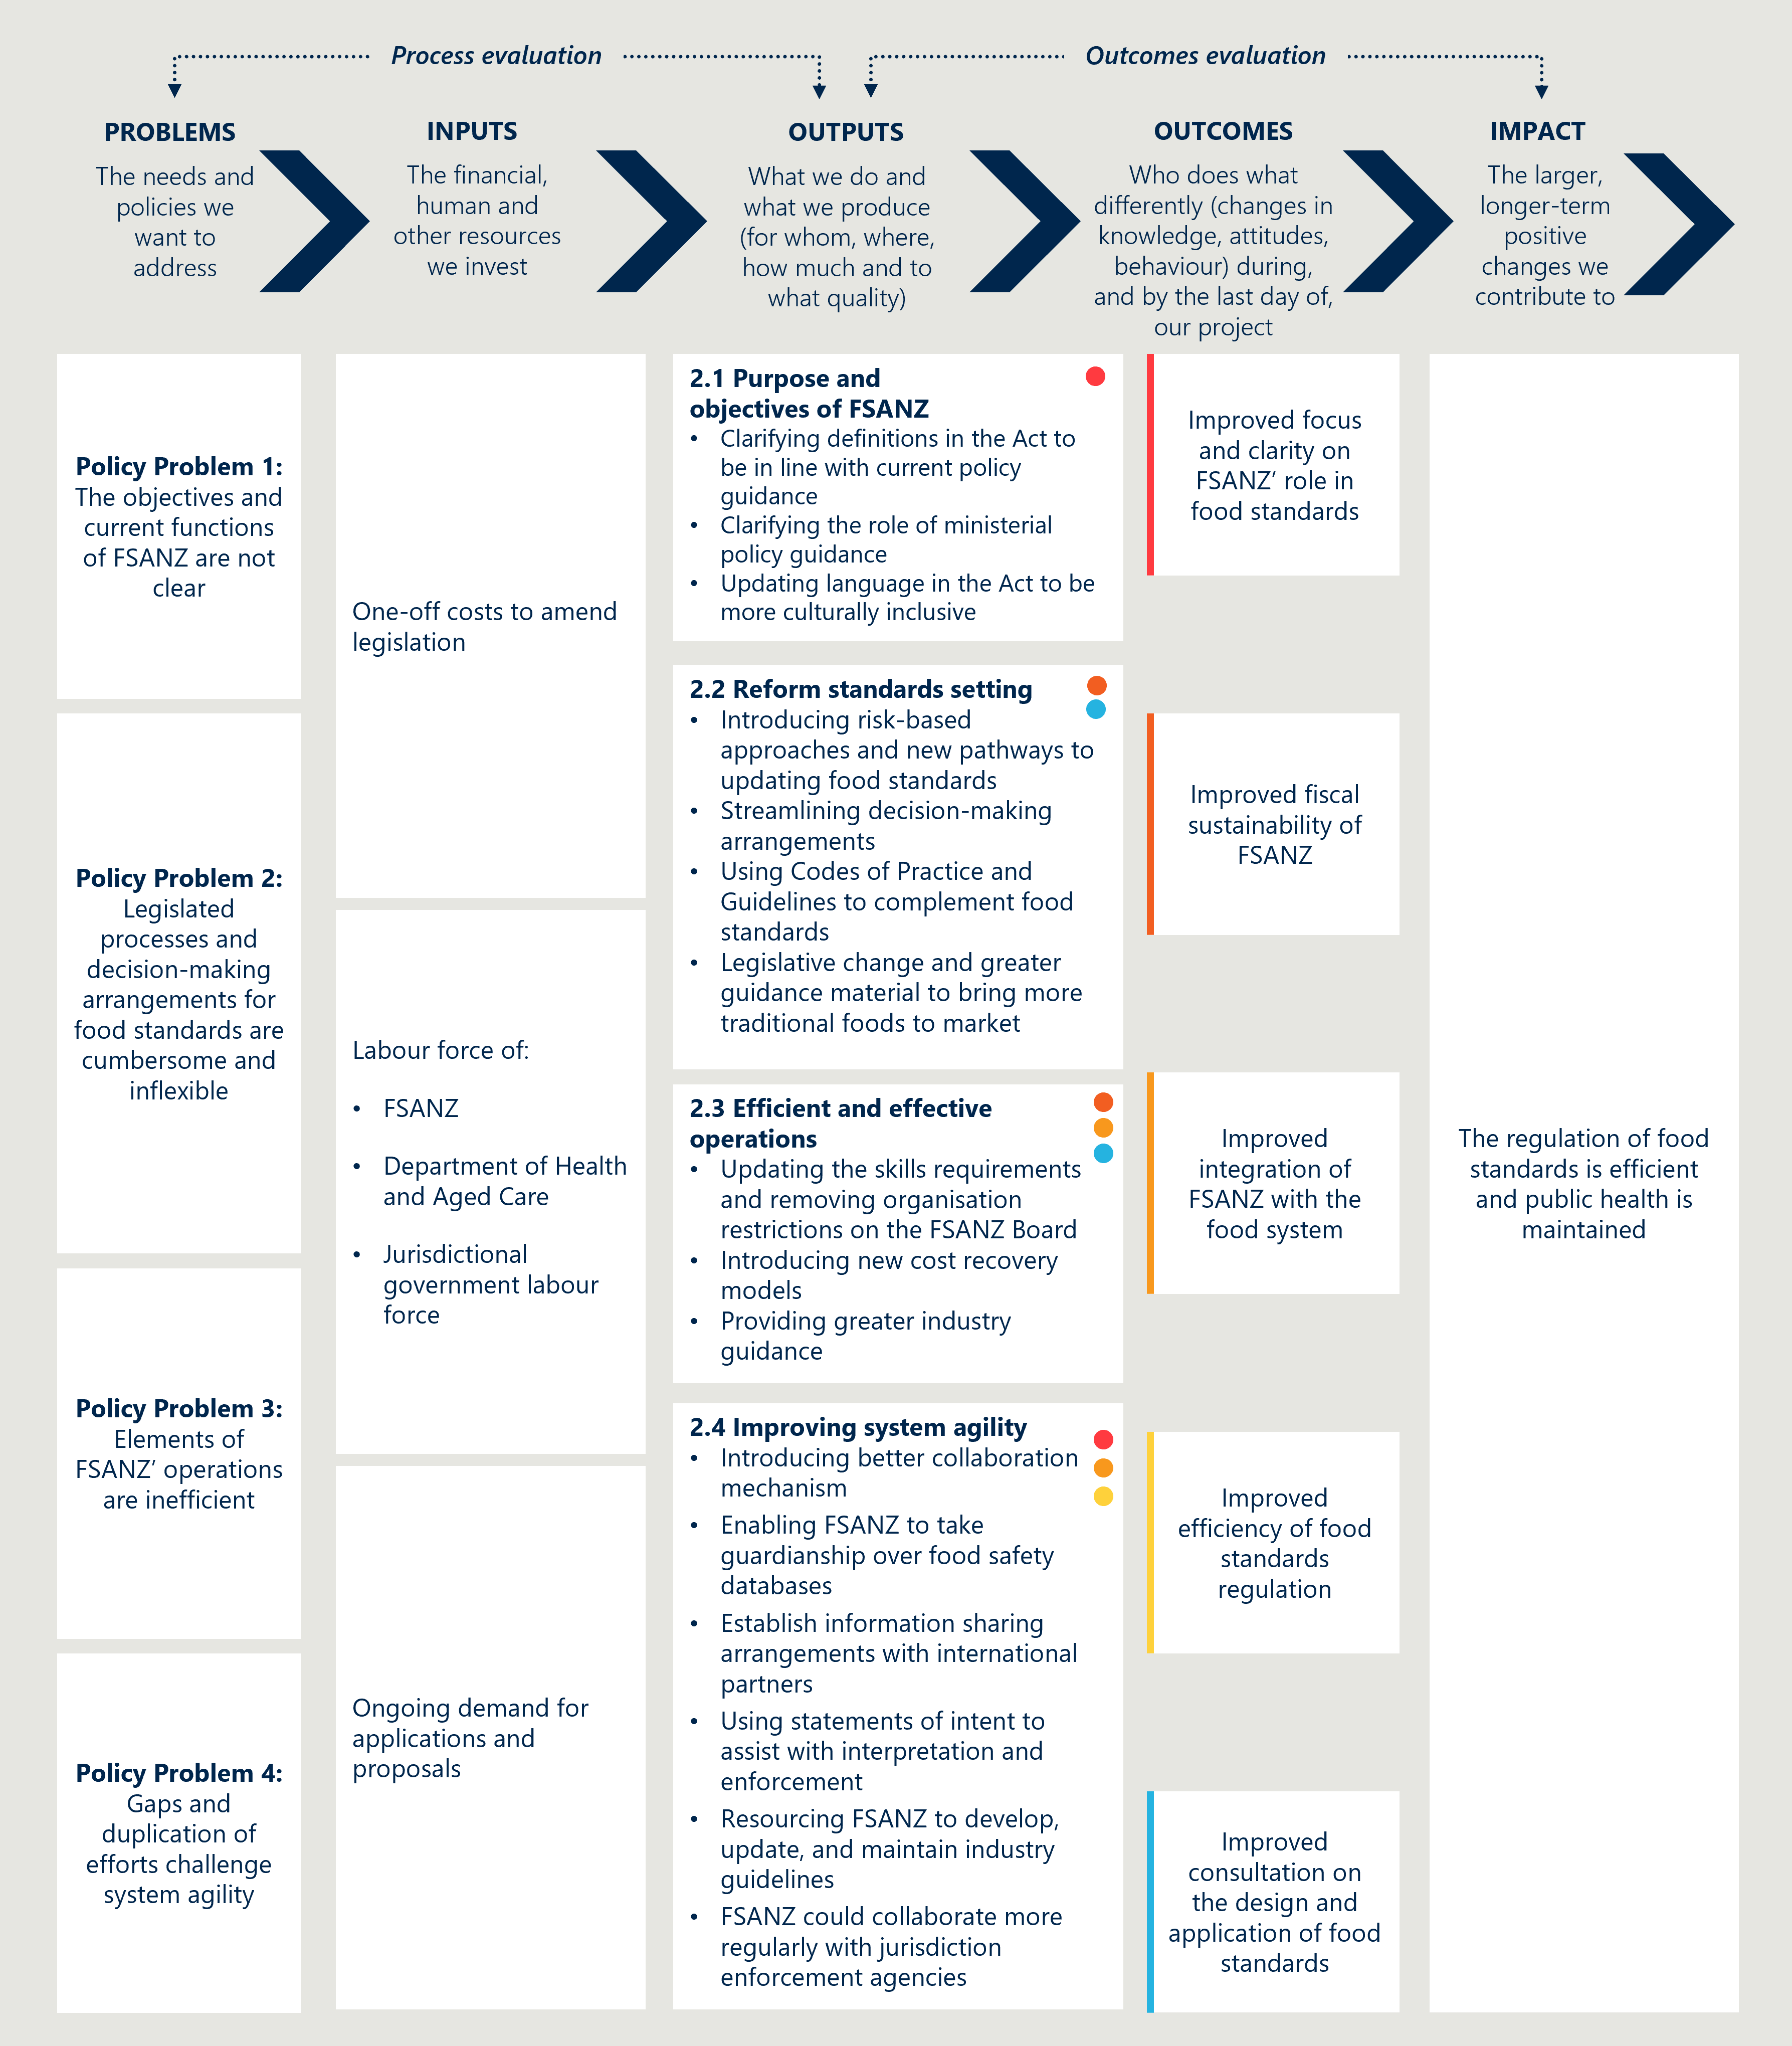 Process evaluation
Outcomes evaluation
PROBLEMS
The needs and
policies we
want to
address
INPUTS
The financial,
human and
other resources
we invest
OUTPUTS
What we do and
what we produce
(for whom, where,
how much and to
what quality)
OUTCOMES
Who does what
differently (changes in
knowledge, attitudes,
behaviour) during,
and by the last day of,
our project
IMPACT
The larger,
longer-term
positive
changes we
contribute to
Policy Problem 1:
The objectives and
current functions
of FSANZ are not
clear
Policy Problem 2:
Legislated
processes and
decision-making
arrangements for
food standards are
cumbersome and
inflexible
Policy Problem 3:
Elements of
FSANZ’ operations
are inefficient
Policy Problem 4:
Gaps and
duplication of
efforts challenge
system agility
One-off costs to amend
legislation
Labour force of:
• FSANZ
• Department of Health
and Aged Care
• Jurisdictional
government labour
force
Ongoing demand for
applications and
proposals
2.1 Purpose and
objectives of FSANZ
• Clarifying definitions in the Act to
be in line with current policy
guidance
• Clarifying the role of ministerial
policy guidance
• Updating language in the Act to be
more culturally inclusive
2.2 Reform standards setting
• Introducing risk-based
approaches and new pathways to
updating food standards
• Streamlining decision-making
arrangements
• Using Codes of Practice and
Guidelines to complement food
standards
• Legislative change and greater
guidance material to bring more
traditional foods to market
2.3 Efficient and effective
operations
• Updating the skills requirements
and removing organisation
restrictions on the FSANZ Board
• Introducing new cost recovery
models
• Providing greater industry
guidance
2.4 Improving system agility
• Introducing better collaboration
mechanism
• Enabling FSANZ to take
guardianship over food safety
databases
• Establish information sharing
arrangements with international
partners
• Using statements of intent to
assist with interpretation and
enforcement
• Resourcing FSANZ to develop,
update, and maintain industry
guidelines
• FSANZ could collaborate more
regularly with jurisdiction
enforcement agencies
Improved focus
and clarity on
FSANZ’ role in
food standards
Improved fiscal
sustainability of
FSANZ
Improved
integration of
FSANZ with the
food system
Improved
efficiency of food
standards
regulation
Improved
consultation on
the design and
application of food
standards
The regulation of food
standards is efficient
and public health is
maintained